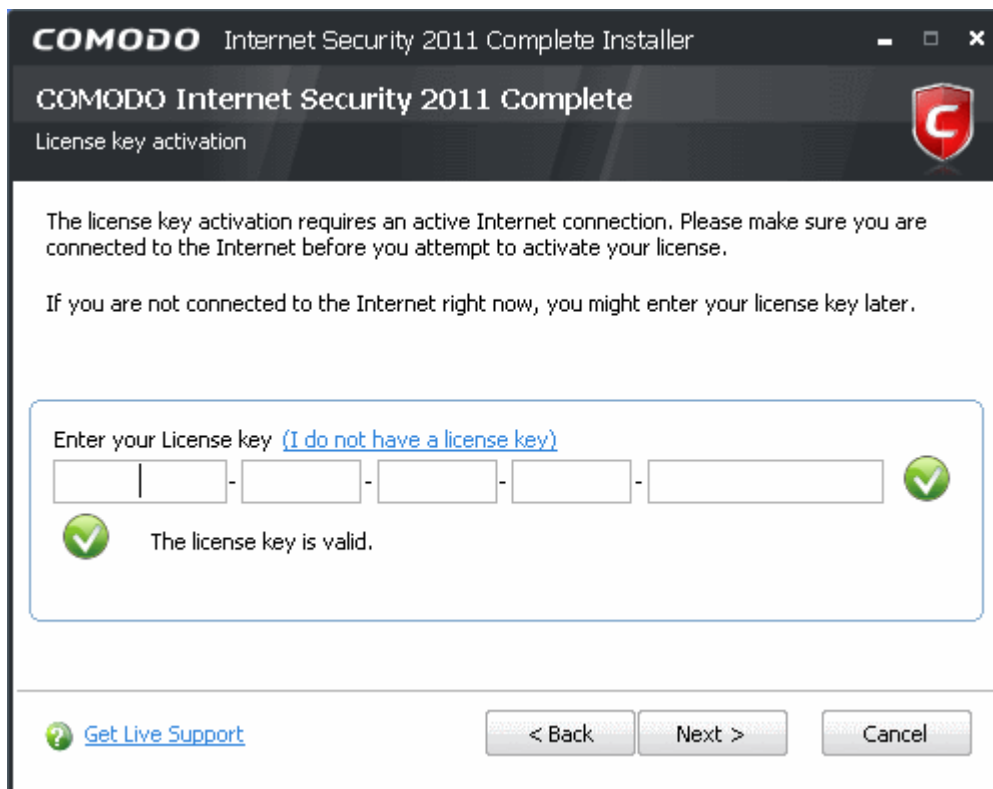 COMODO Internet Security 2011 Complete Installer
COMODO Internet Security 2011 Complete
License key activation
C
The license key activation requires an active Internet connection. Please make sure you are
connected to the Internet before you attempt to activate your license.
If you are not connected to the Internet right now, you might enter your license key later.
Enter your License key (I do not have a license key)
- - - -
The license key is valid.
? Get Live Support
< Back
Next >
Cancel